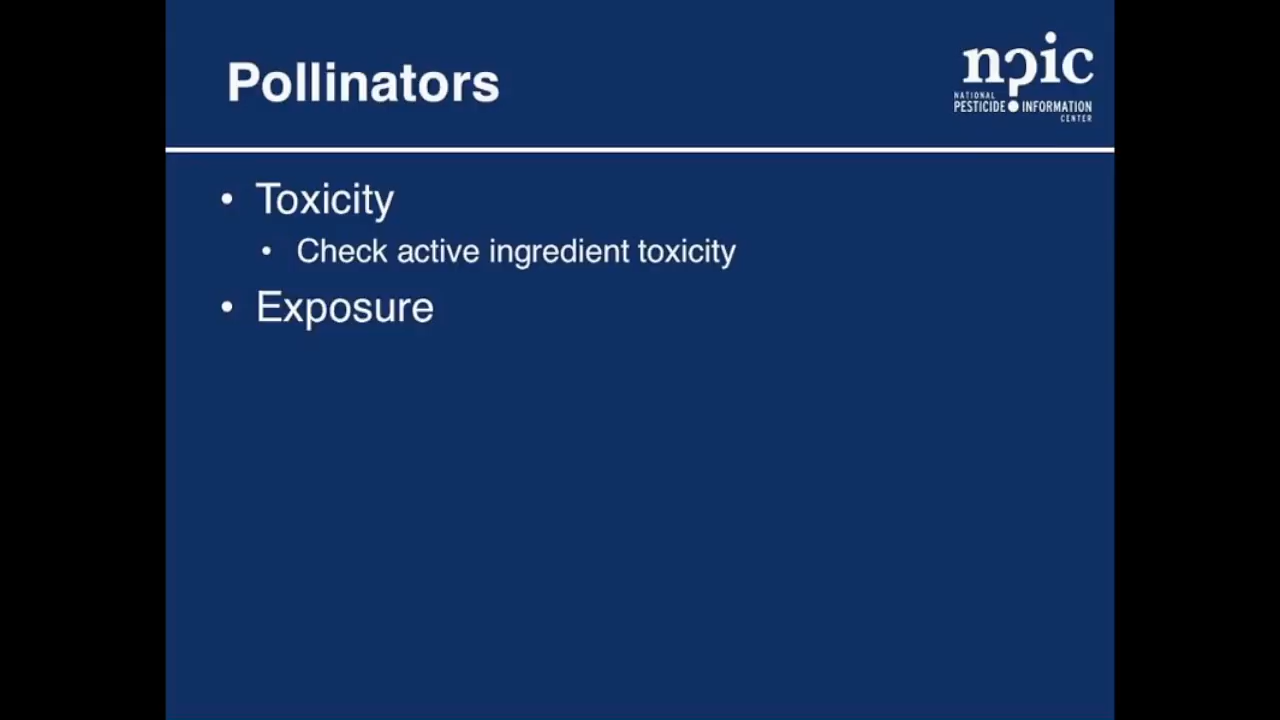 Pollinators
npic
NATIONAL
PESTICIDE INFORMATION
CENTER
• Toxicity
• Check active ingredient toxicity
• Exposure